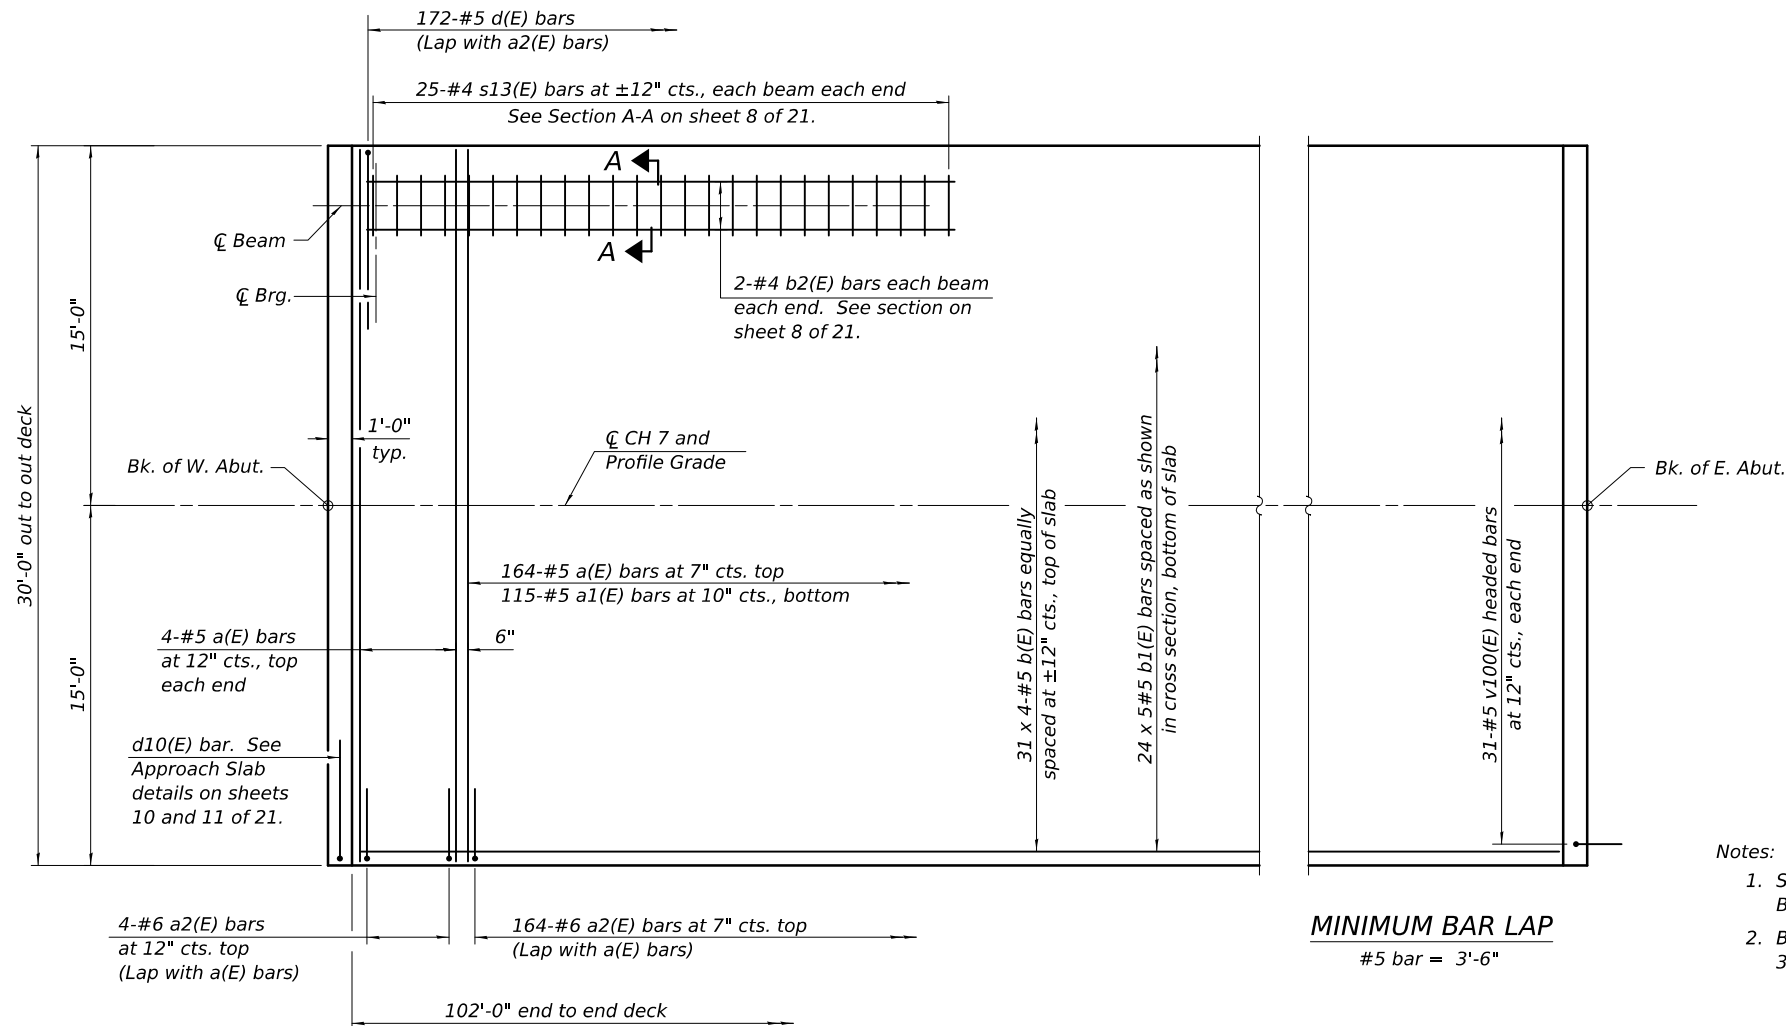 172-#5 d(E) bars
(Lap with a2(E) bars)
25-#4 s13(E) bars at ±12" cts., each beam each end
See Section A-A on sheet 8 of 21.
A
A
℄ Beam
℄ Brg.
2-#4 b2(E) bars each beam
each end. See section on
sheet 8 of 21.
15'-0"
30'-0" out to out deck
1'-0"
typ.
Bk. of W. Abut.
℄ CH 7 and
Profile Grade
Bk. of E. Abut.
31 x 4-#5 b(E) bars equally
spaced at ±12" cts., top of slab
24 x 5#5 b1(E) bars spaced as shown
in cross section, bottom of slab
31-#5 v100(E) headed bars
at 12" cts., each end
164-#5 a(E) bars at 7" cts. top
115-#5 a1(E) bars at 10" cts., bottom
4-#5 a(E) bars
at 12" cts., top
each end
6"
15'-0"
d10(E) bar. See
Approach Slab
details on sheets
10 and 11 of 21.
4-#6 a2(E) bars
at 12" cts. top
(Lap with a(E) bars)
164-#6 a2(E) bars at 7" cts. top
(Lap with a(E) bars)
102'-0" end to end deck
MINIMUM BAR LAP
#5 bar = 3'-6"
Notes:
1. S
B
2. B
3